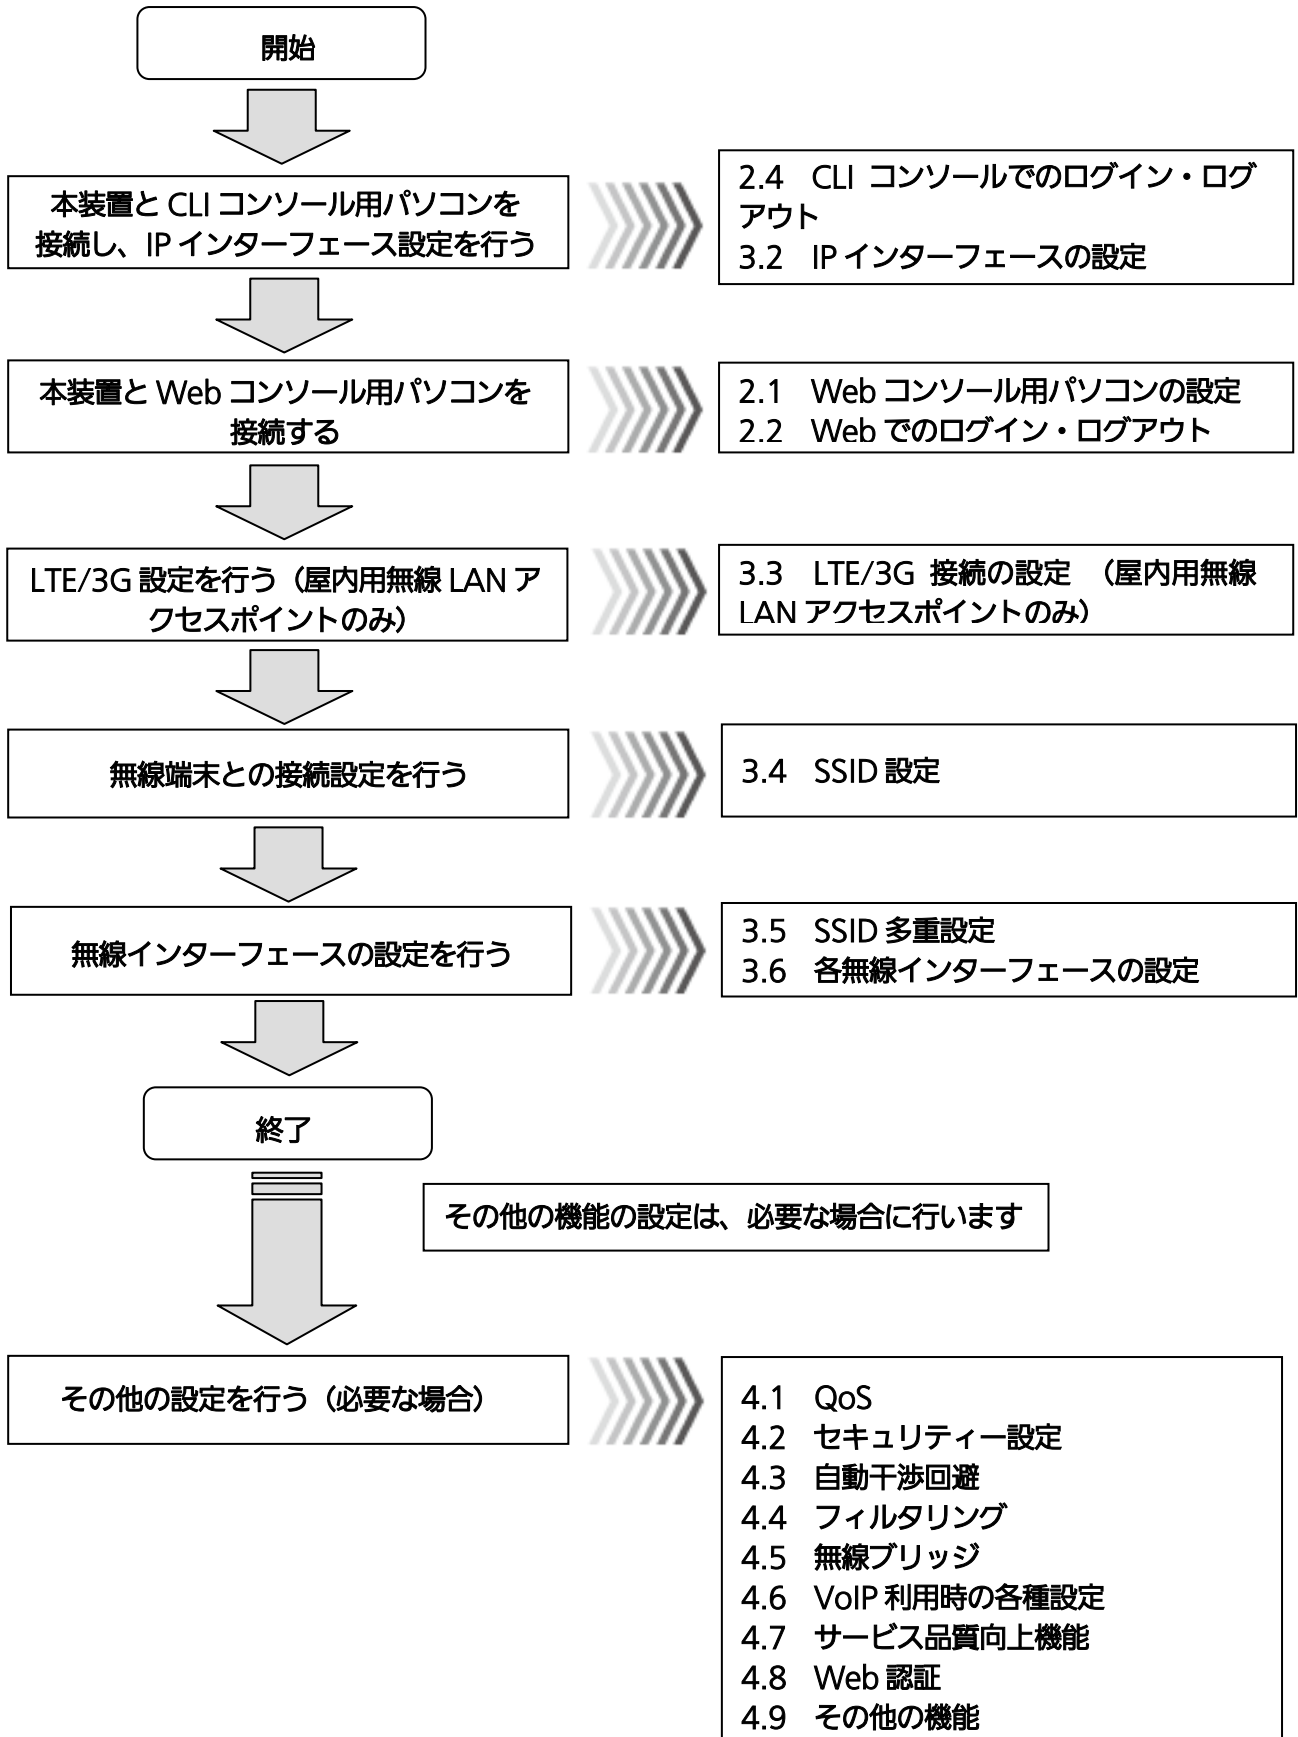 開始
本装置と CLI コンソール用パソコンを
接続し、IP インターフェース設定を行う
2.4 CLI コンソールでのログイン・ログ
アウト
3.2 IP インターフェースの設定
本装置と Web コンソール用パソコンを
接続する
2.1 Web コンソール用パソコンの設定
2.2 Web でのログイン・ログアウト
LTE/3G 設定を行う（屋内用無線 LAN ア
クセスポイントのみ）
3.3 LTE/3G 接続の設定 （屋内用無線
LAN アクセスポイントのみ）
無線端末との接続設定を行う
3.4 SSID 設定
無線インターフェースの設定を行う
3.5 SSID 多重設定
3.6 各無線インターフェースの設定
終了
その他の機能の設定は、必要な場合に行います
その他の設定を行う（必要な場合）
4.1 QoS
4.2 セキュリティー設定
4.3 自動干渉回避
4.4 フィルタリング
4.5 無線ブリッジ
4.6 VoIP 利用時の各種設定
4.7 サービス品質向上機能
4.8 Web 認証
4.9 その他の機能